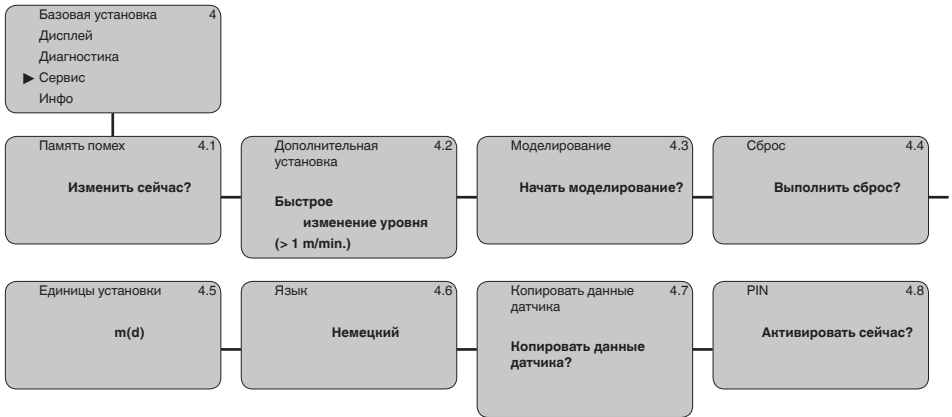 Базовая установка 4
Дисплей
Диагностика
▶ Сервис
Инфо
Память помех 4.1
Изменить сейчас?
Дополнительная 4.2
установка
Быстрое
изменение уровня
(> 1 m/min.)
Моделирование 4.3
Начать моделирование?
Сброс 4.4
Выполнить сброс?
Единицы установки 4.5
m(d)
Язык 4.6
Немецкий
Копировать данные 4.7
датчика
Копировать данные
датчика?
PIN 4.8
Активировать сейчас?